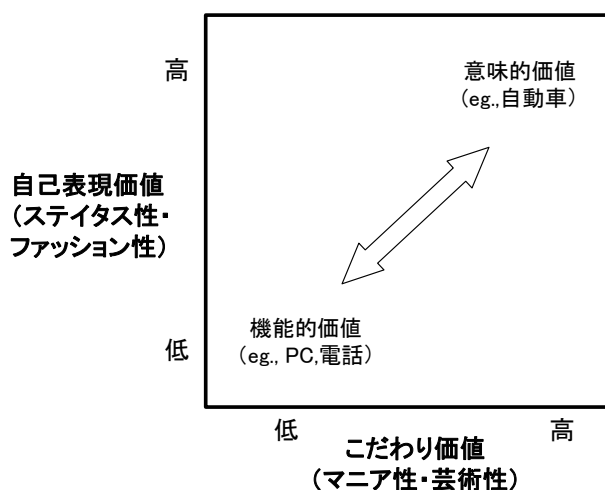 高
意味的価値
(eg.,自動車)
自己表現価値
(ステイタス性・
ファッション性)
機能的価値
(eg., PC,電話)
低
低
高
こだわり価値
(マニア性・芸術性)